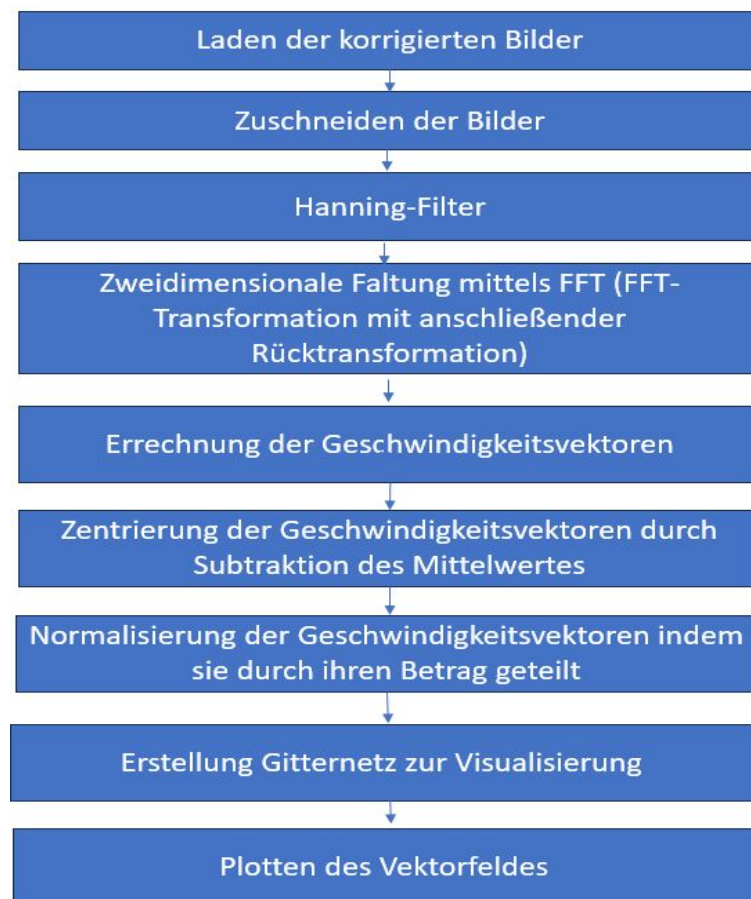 Laden der korrigierten Bilder
Zuschneiden der Bilder
Hanning-Filter
Zweidimensionale Faltung mittels FFT (FFT-
Transformation mit anschließender
Rücktransformation)
Errechnung der Geschwindigkeitsvektoren
Zentrierung der Geschwindigkeitsvektoren durch
Subtraktion des Mittelwertes
Normalisierung der Geschwindigkeitsvektoren indem
sie durch ihren Betrag geteilt
Erstellung Gitternetz zur Visualisierung
Plotten des Vektorfeldes